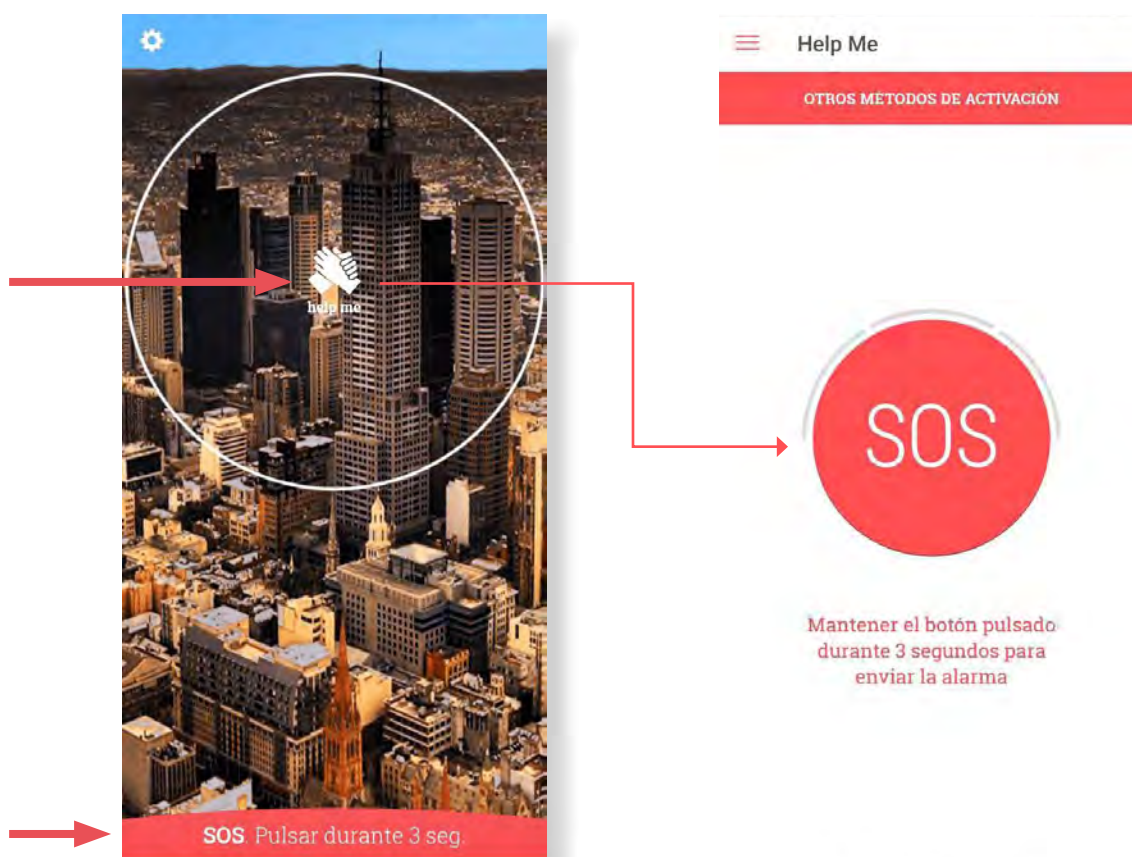 help me
SOS. Pulsar durante 3 seg.
Help Me
OTROS MÉTODOS DE ACTIVACIÓN
SOS
Mantener el botón pulsado
durante 3 segundos para
enviar la alarma